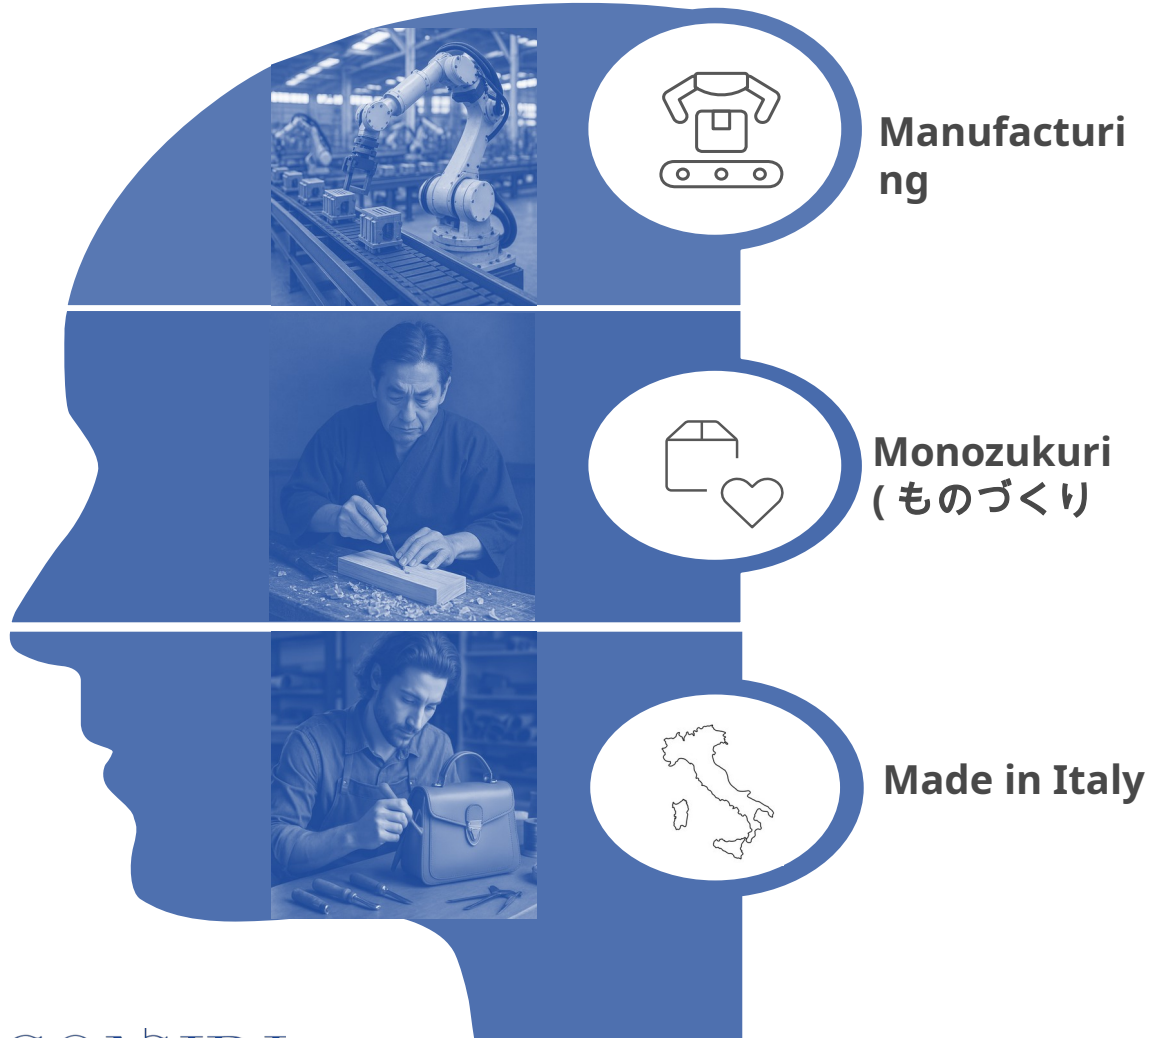 Manufacturi
ng
Monozukuri
( ものづくり
Made in Italy